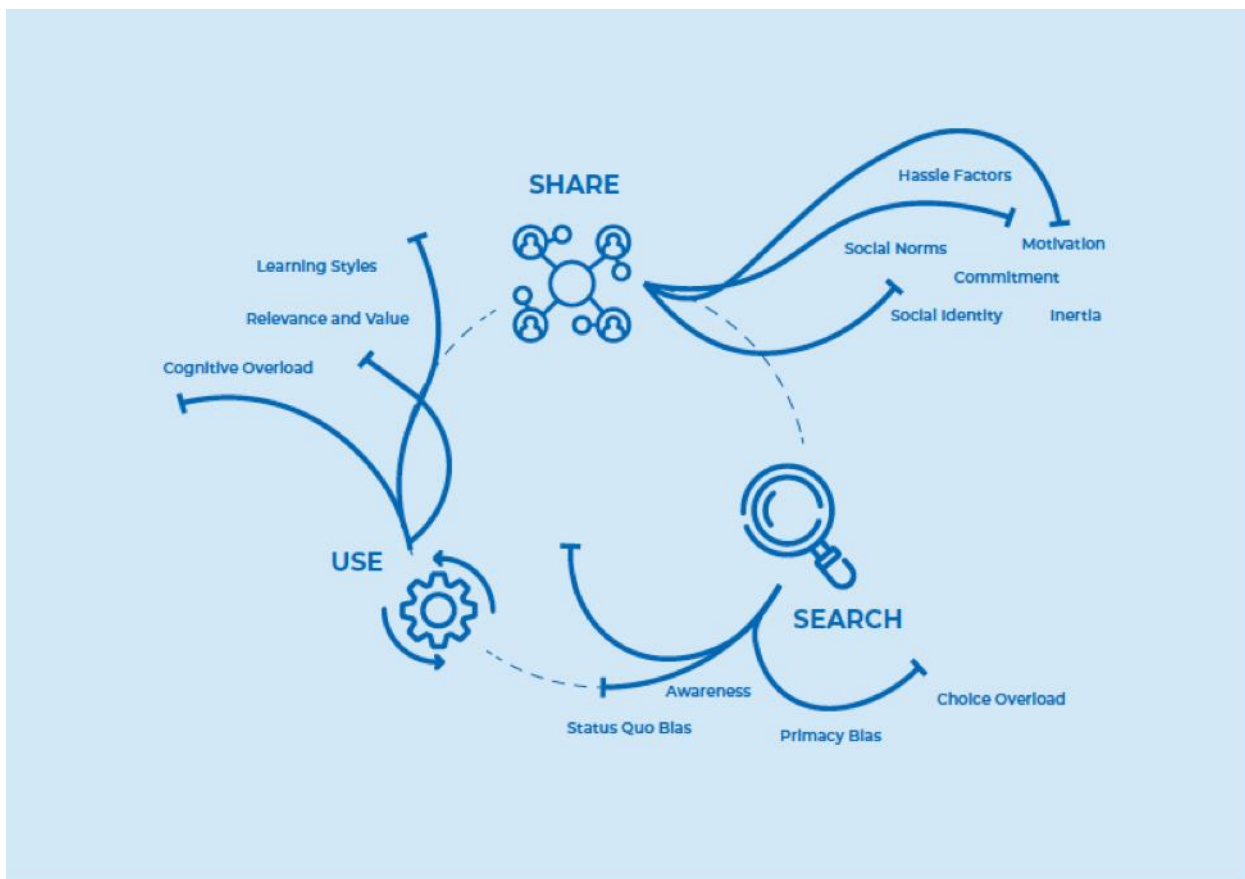 SHARE
Hassle Factors
Social Norms
Motivation
Commitment
Social Identity
Inertia
Learning Styles
Relevance and Value
Cognitive Overload
USE
SEARCH
Awareness
Status Quo Bias
Primacy Bias
Choice Overload